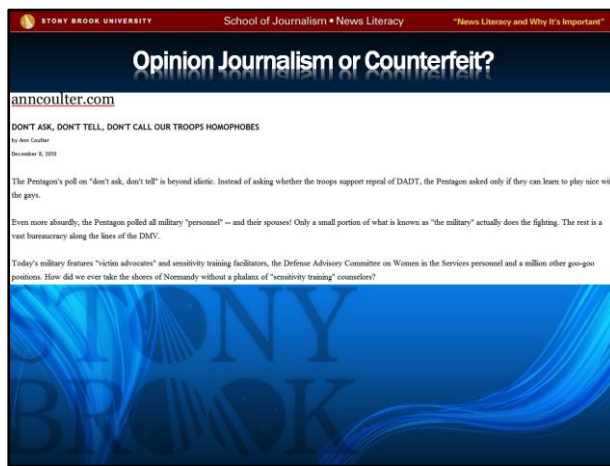 STONY BROOK UNIVERSITY
School of Journalism • News Literacy
"News Literacy and Why It's Important"
Opinion Journalism or Counterfeit?
anncoulter.com
DON'T ASK, DON'T TELL, DON'T CALL OUR TROOPS HOMOPHOBES
by Ann Coulter
December 8, 2010
The Pentagon's poll on "don't ask, don't tell" is beyond idiotic. Instead of asking whether the troops support repeal of DADT, the Pentagon asked only if they can learn to play nice wi
the gays.
Even more absurdly, the Pentagon polled all military "personnel" -- and their spouses! Only a small portion of what is known as "the military" actually does the fighting. The rest is a
vast bureaucracy along the lines of the DMV.
Today's military features "victim advocates" and sensitivity training facilitators, the Defense Advisory Committee on Women in the Services personnel and a million other goo-goo
positions. How did we ever take the shores of Normandy without a phalanx of "sensitivity training" counselors?
STONY
BROOK